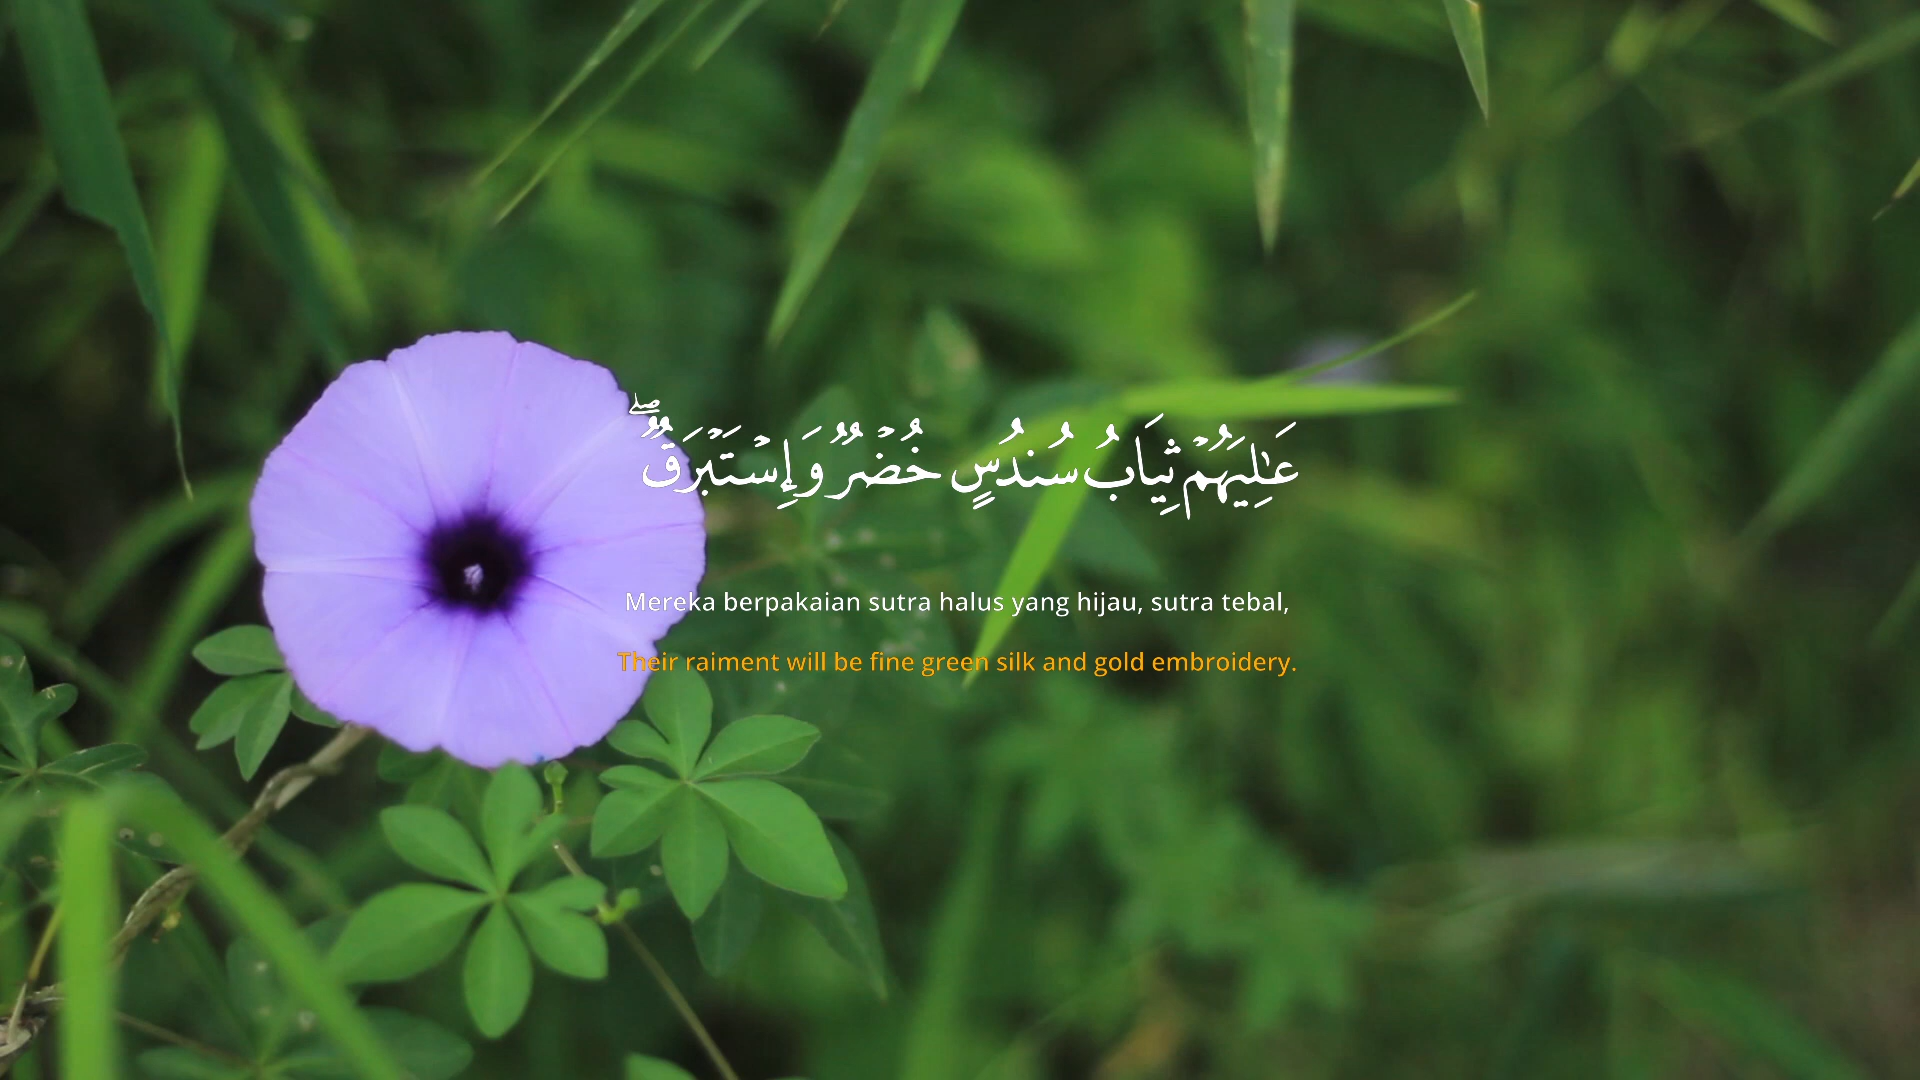 عَٰلِيَهُمۡ ثِيَابُ سُندُسٍ خُضۡرٌ وَإِسۡتَبۡرَقٌۖ
Mereka berpakaian sutra halus yang hijau, sutra tebal,
Their raiment will be fine green silk and gold embroidery.